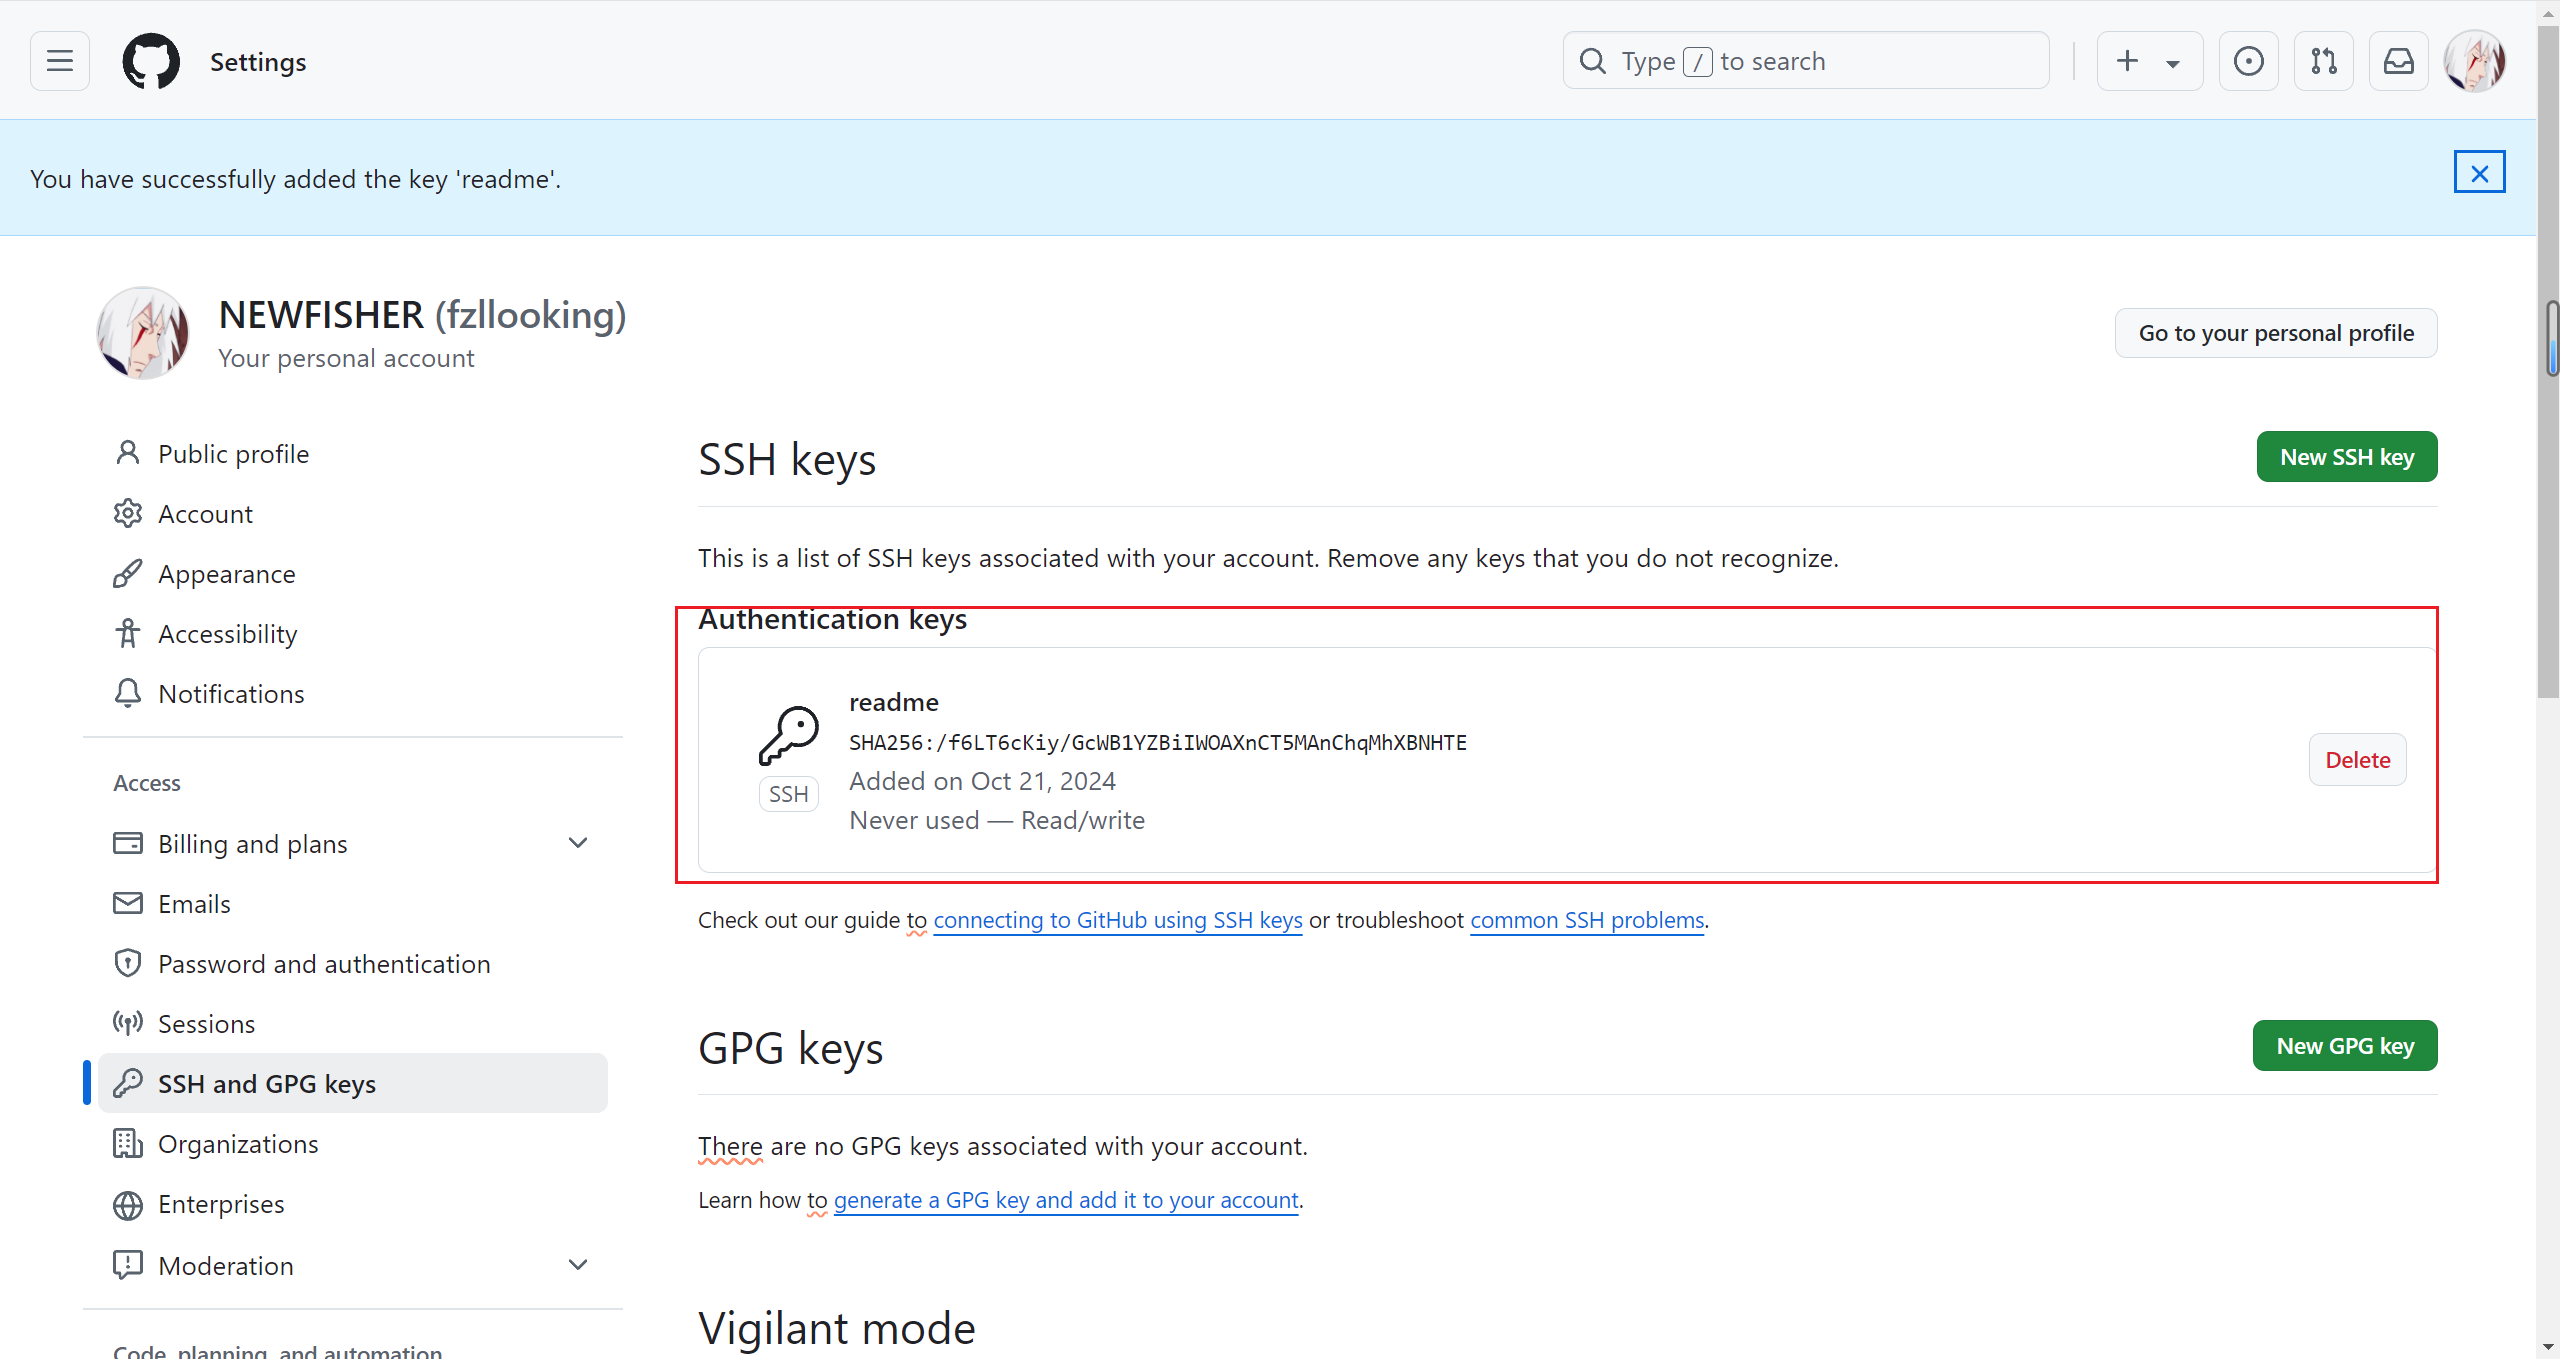 Settings
Type / to search
You have successfully added the key 'readme'.
NEWFISHER (fzllooking)
Your personal account
Go to your personal profile
Public profile
Account
Appearance
Accessibility
Notifications
Access
Billing and plans
Emails
Password and authentication
Sessions
SSH and GPG keys
Organizations
Enterprises
Moderation
Code, planning, and automation
SSH keys
New SSH key
This is a list of SSH keys associated with your account. Remove any keys that you do not recognize.
Authentication keys
readme
SHA256:/f6LT6cKiy/GcWB1YZBiIWOAXnCT5MAnChqMhXBNHTE
Added on Oct 21, 2024
Never used — Read/write
SSH
Delete
Check out our guide to connecting to GitHub using SSH keys or troubleshoot common SSH problems.
GPG keys
New GPG key
There are no GPG keys associated with your account.
Learn how to generate a GPG key and add it to your account.
Vigilant mode